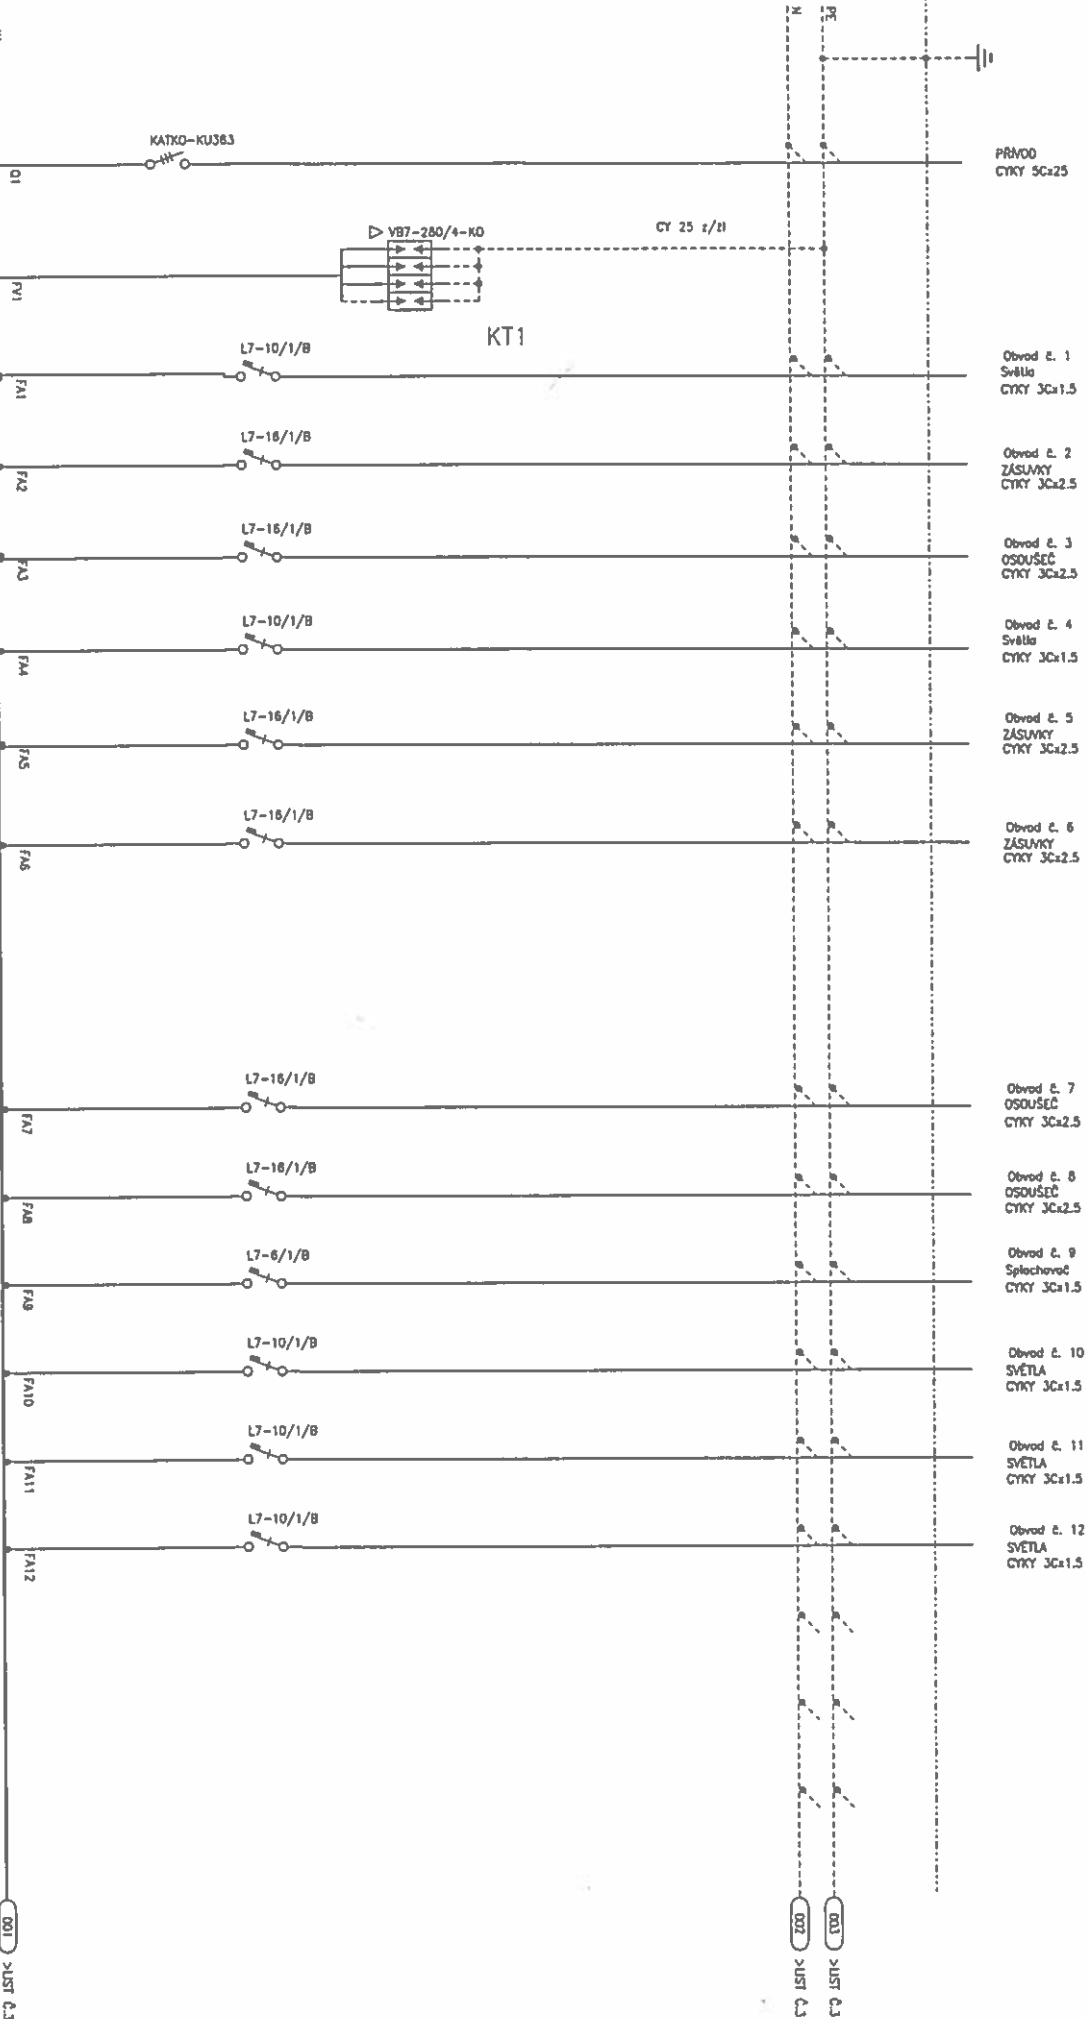 N
PE
KATKO-KU363
Q1
PŘÍVOD
CYKY 5Cx25
VB7-280/4-KO
CY 25 z/žl
FV1
KT1
L7-10/1/B
FA1
Obvod č. 1
Světla
CYKY 3Cx1.5
L7-16/1/B
FA2
Obvod č. 2
ZÁSUVKY
CYKY 3Cx2.5
L7-16/1/B
FA3
Obvod č. 3
OSOUŠEČ
CYKY 3Cx2.5
L7-10/1/B
FA4
Obvod č. 4
Světla
CYKY 3Cx1.5
L7-16/1/B
FA5
Obvod č. 5
ZÁSUVKY
CYKY 3Cx2.5
L7-16/1/B
FA6
Obvod č. 6
ZÁSUVKY
CYKY 3Cx2.5
L7-16/1/B
FA7
Obvod č. 7
OSOUŠEČ
CYKY 3Cx2.5
L7-16/1/B
FA8
Obvod č. 8
OSOUŠEČ
CYKY 3Cx2.5
L7-6/1/B
FA9
Obvod č. 9
Splachovač
CYKY 3Cx1.5
L7-10/1/B
FA10
Obvod č. 10
SVĚTLA
CYKY 3Cx1.5
L7-10/1/B
FA11
Obvod č. 11
SVĚTLA
CYKY 3Cx1.5
L7-10/1/B
FA12
Obvod č. 12
SVĚTLA
CYKY 3Cx1.5
001 >LIST Č.3
002 >LIST Č.3
003 >LIST Č.3